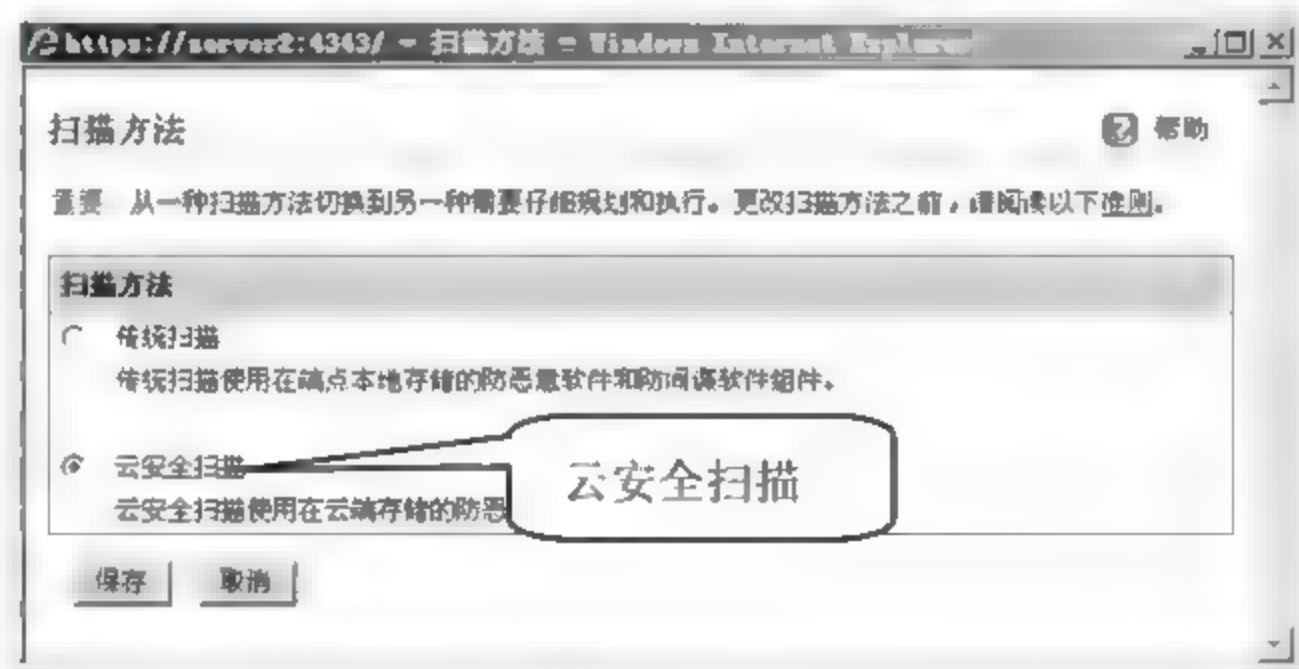 https://server2:4343/ - 扫描方法 - Windows Internet Explorer
扫描方法
帮助
重要 从一种扫描方法切换到另一种需要仔细规划和执行。更改扫描方法之前，请阅读以下准则。
扫描方法
传统扫描
传统扫描使用在端点本地存储的防恶意软件和防间谍软件组件。
云安全扫描
云安全扫描
云安全扫描使用在云端存储的防恶
保存 取消